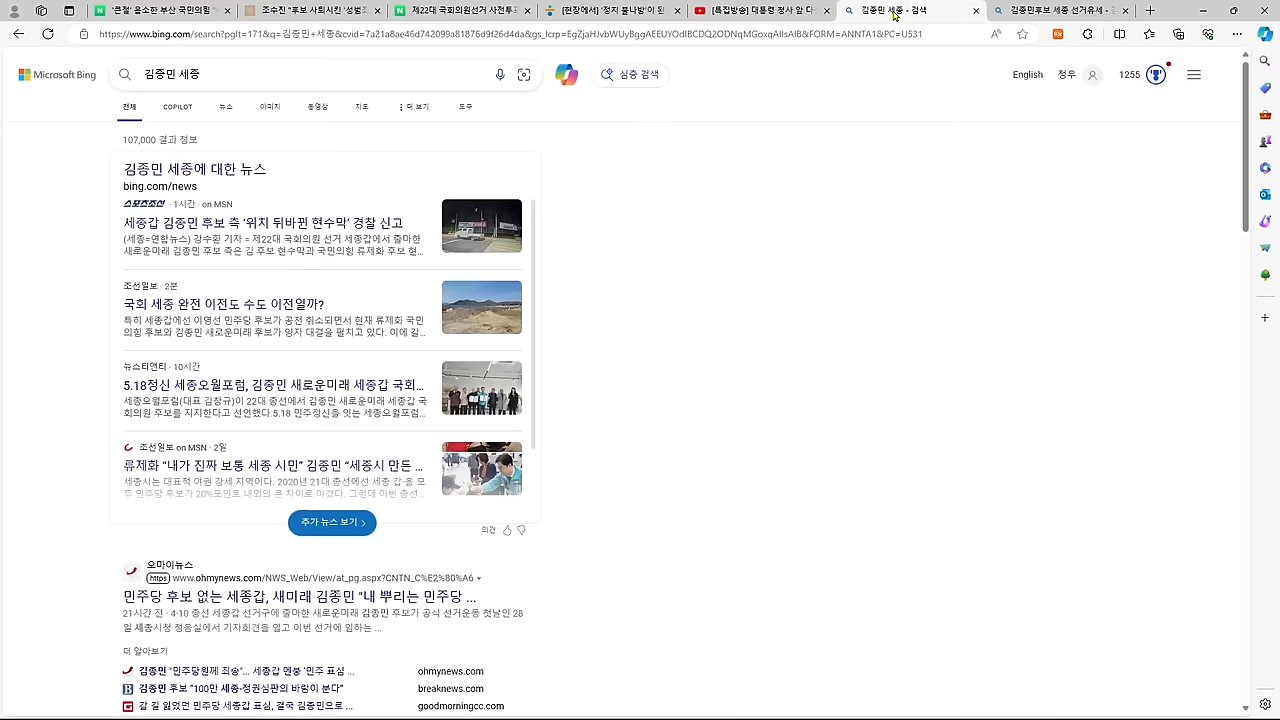 '큰절' 윤소란 부산 국민의힘
조수진 "후보 사퇴시킨 '성범
제22대 국회의원선거 사전투
[현장에서] '정치 불나방'이 된
[특집방송] 대통령 정사 앞
김종민 세종 - 검색
김종민후보 세종 선거유세 - 검
https://www.bing.com/search?pglt=171&q=김종민+세종&cvid=7a21a8ae46d742099a81876d9f26d4da&gs_lcrp=EgZjaHJvbWUyBggAEEUYOdIBCDQ2ODNqMGoxqAIIsAIB&FORM=ANNTA1&PC=U531
Microsoft Bing
김종민 세종
심층 검색
English
정우
1255
전체
COPILOT
뉴스
이미지
동영상
지도
더 보기
도구
107,000 결과 정보
김종민 세종에 대한 뉴스
bing.com/news
스포츠조선 · 1시간 · on MSN
세종갑 김종민 후보 측 '위치 뒤바뀐 현수막' 경찰 신고
(세종=연합뉴스) 강수환 기자 = 제22대 국회의원 선거 세종갑에서 출마한
새로운미래 김종민 후보 측은 김 후보 현수막과 국민의힘 류제화 후보 현...
조선일보 · 2분
국회 세종 완전 이전도 수도 이전일까?
특히 세종갑에선 이영선 민주당 후보가 공천 취소되면서 현재 류제화 국민
의힘 후보와 김종민 새로운미래 후보가 양자 대결을 펼치고 있다. 이에 길...
뉴스티앤티 · 10시간
5.18정신 세종오월포럼, 김종민 새로운미래 세종갑 국회...
세종오월포럼(대표 김창규)이 22대 총선에서 김종민 새로운미래 세종갑 국
회의원 후보를 지지한다고 선언했다.5.18 민주정신을 잇는 세종오월포럼...
조선일보 on MSN · 2일
류제화 “내가 진짜 보통 세종 시민” 김종민 “세종시 만든 ...
세종시는 대표적 야권 강세 지역이다. 2020년 21대 총선에선 세종 갑·을 모
두 민주당 후보가 20%포인트 내외의 큰 차이로 이겼다. 그런데 이번 총선...
추가 뉴스 보기
의견
오마이뉴스
https www.ohmynews.com/NWS_Web/View/at_pg.aspx?CNTN_C%E2%80%A6
민주당 후보 없는 세종갑, 새미래 김종민 "내 뿌리는 민주당 ...
21시간 전 · 4·10 총선 세종갑 선거구에 출마한 새로운미래 김종민 후보가 공식 선거운동 첫날인 28
일 세종시청 정음실에서 기자회견을 열고 이번 선거에 임하는 ...
더 알아보기
김종민 "민주당원께 죄송"... 세종갑 멘붕 '민주 표심 ...
ohmynews.com
김종민 후보 “100만 세종-정권심판의 바람이 분다”
breaknews.com
갈 길 잃었던 민주당 세종갑 표심, 결국 김종민으로 ...
goodmorningcc.com